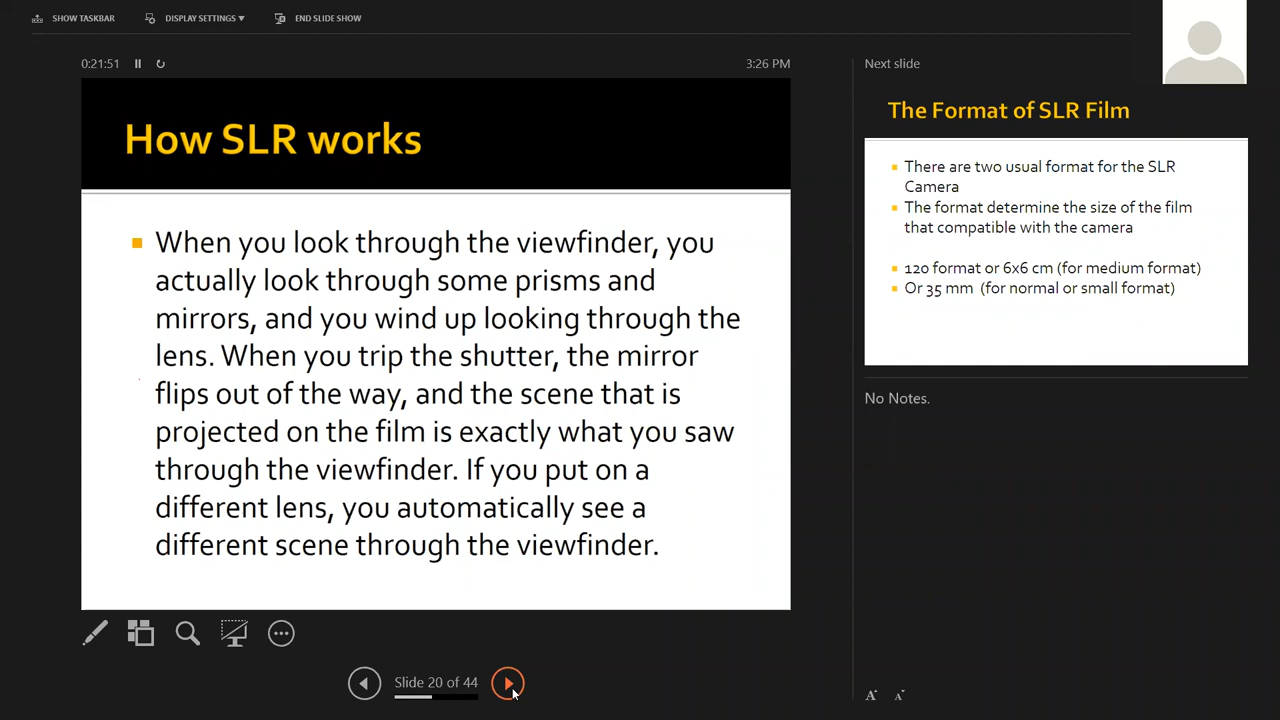 SHOW TASKBAR DISPLAY SETTINGS ▼ END SLIDE SHOW
0:21:51 3:26 PM
How SLR works
When you look through the viewfinder, you
actually look through some prisms and
mirrors, and you wind up looking through the
lens. When you trip the shutter, the mirror
flips out of the way, and the scene that is
projected on the film is exactly what you saw
through the viewfinder. If you put on a
different lens, you automatically see a
different scene through the viewfinder.
Slide 20 of 44
Next slide
The Format of SLR Film
There are two usual format for the SLR
Camera
The format determine the size of the film
that compatible with the camera
120 format or 6x6 cm (for medium format)
Or 35 mm (for normal or small format)
No Notes.
A A